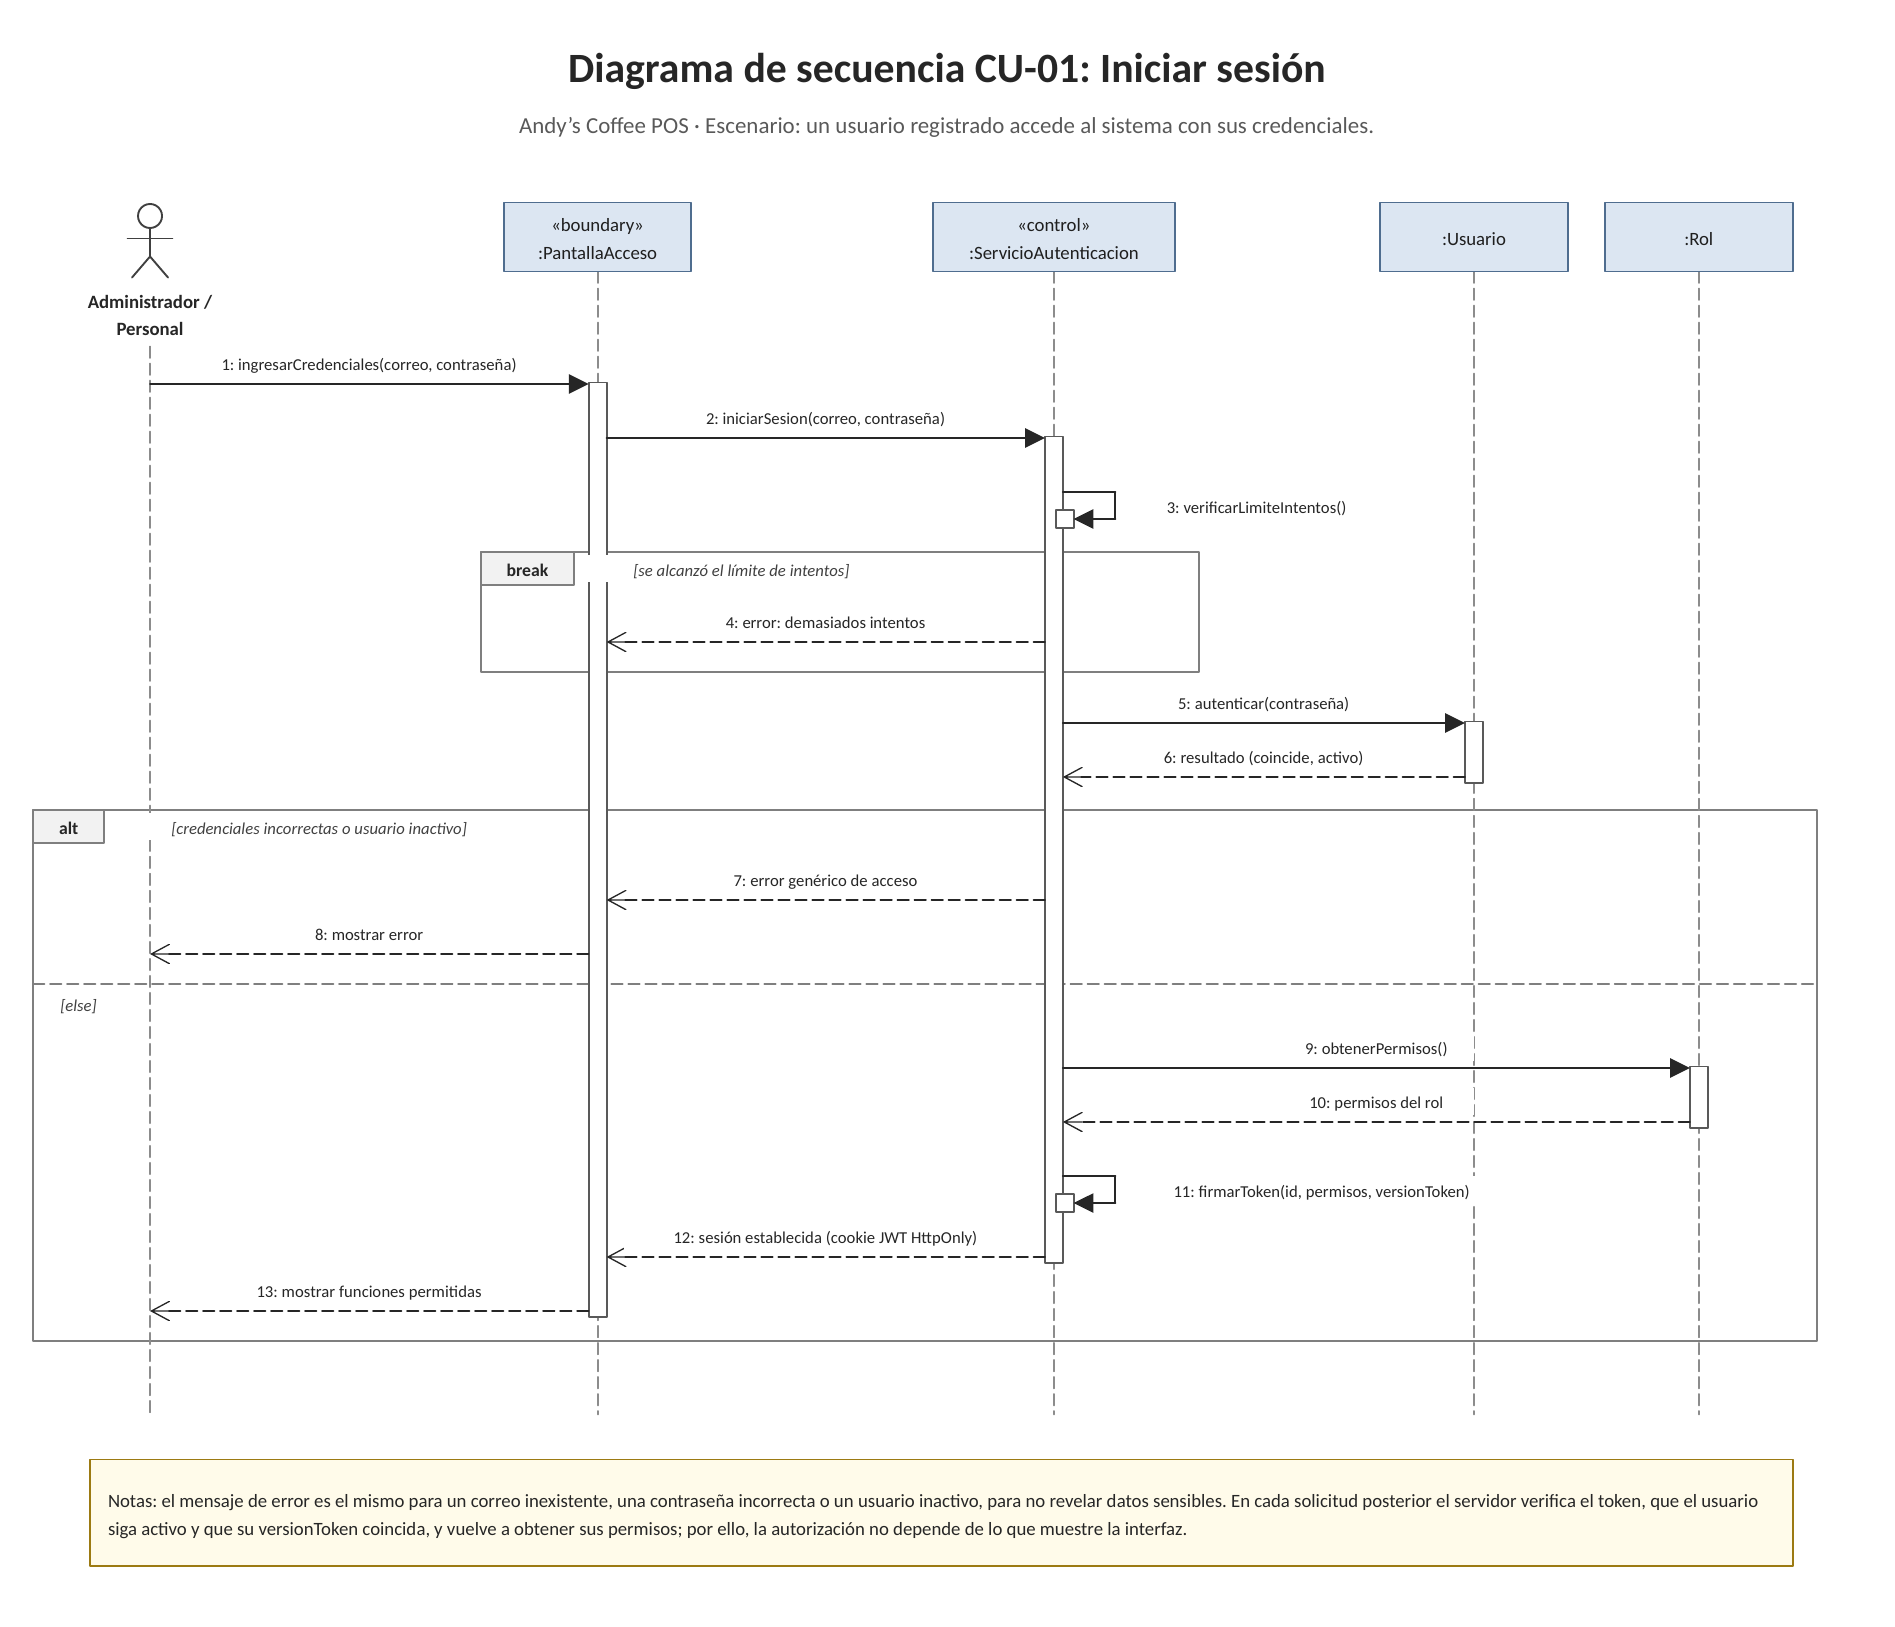 Diagrama de secuencia CU-01: Iniciar sesión
Andy’s Coffee POS · Escenario: un usuario registrado accede al sistema con sus credenciales.
«boundary»
:PantallaAcceso
«control»
:ServicioAutenticacion
:Usuario
:Rol
Administrador /
Personal
1: ingresarCredenciales(correo, contraseña)
2: iniciarSesion(correo, contraseña)
3: verificarLimiteIntentos()
break
[se alcanzó el límite de intentos]
4: error: demasiados intentos
5: autenticar(contraseña)
6: resultado (coincide, activo)
alt
[credenciales incorrectas o usuario inactivo]
7: error genérico de acceso
8: mostrar error
[else]
9: obtenerPermisos()
10: permisos del rol
11: firmarToken(id, permisos, versionToken)
12: sesión establecida (cookie JWT HttpOnly)
13: mostrar funciones permitidas
Notas: el mensaje de error es el mismo para un correo inexistente, una contraseña incorrecta o un usuario inactivo, para no revelar datos sensibles. En cada solicitud posterior el servidor verifica el token, que el usuario
siga activo y que su versionToken coincida, y vuelve a obtener sus permisos; por ello, la autorización no depende de lo que muestre la interfaz.